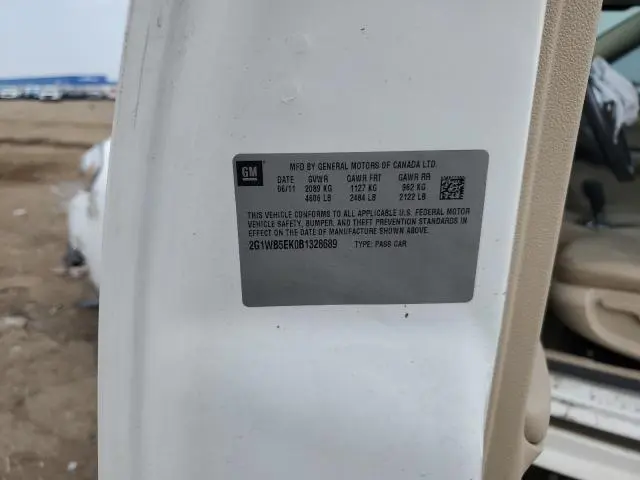 GM
MFD BY GENERAL MOTORS OF CANADA LTD.
DATE GVWR GAWR FRT GAWR RR
06/11 2089 KG 1127 KG 962 KG
4606 LB 2484 LB 2122 LB
THIS VEHICLE CONFORMS TO ALL APPLICABLE U.S. FEDERAL MOTOR
VEHICLE SAFETY, BUMPER, AND THEFT PREVENTION STANDARDS IN
EFFECT ON THE DATE OF MANUFACTURE SHOWN ABOVE.
2G1WB5EK0B1328689 TYPE: PASS CAR